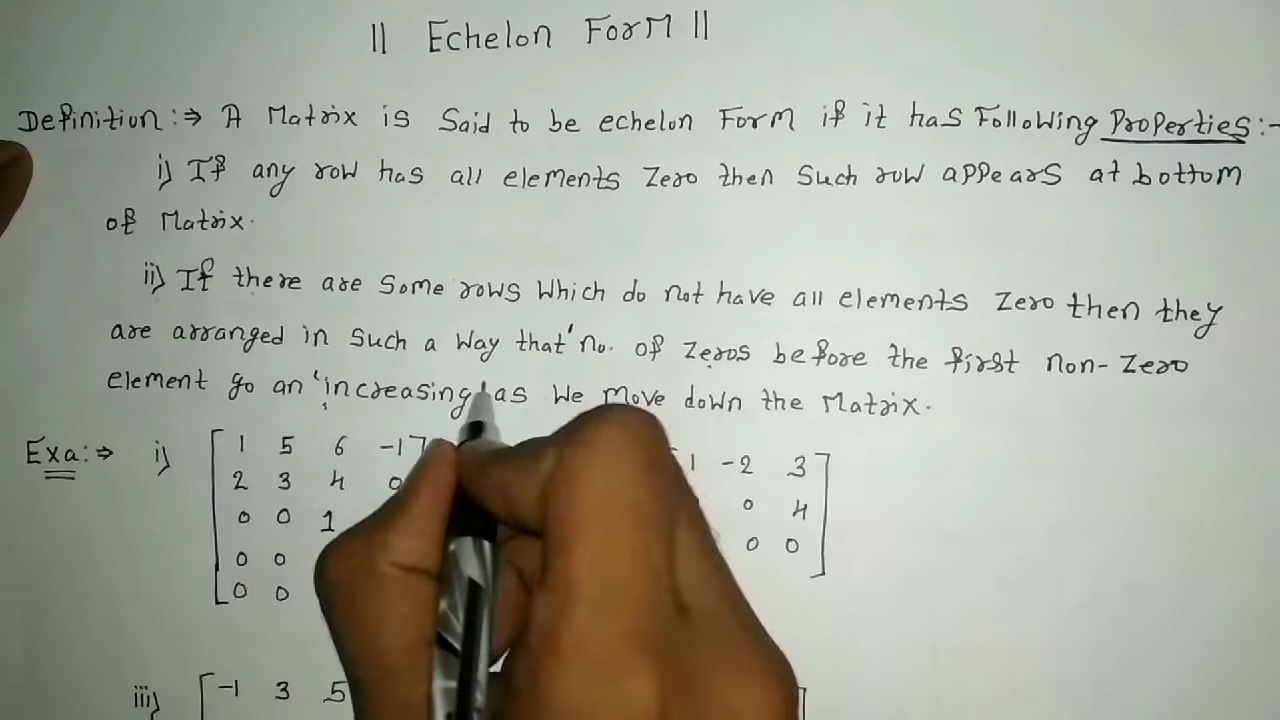 || Echelon Form ||
Definition :⇒ A Matrix is Said to be echelon Form if it has Following Properties :-
i) If any row has all elements Zero then Such row appears at bottom
of Matrix.
ii) If there are Some rows Which do not have all elements Zero then they
are arranged in Such a Way that 'no. of Zeros before the first non-Zero
element go on 'increasing' as We Move down the Matrix.
Exa :⇒ i) 1 5 6 -1 1 -2 3
2 3 4 0 0 4
0 0 1 0 0
0 0
0 0
iii) -1 3 5